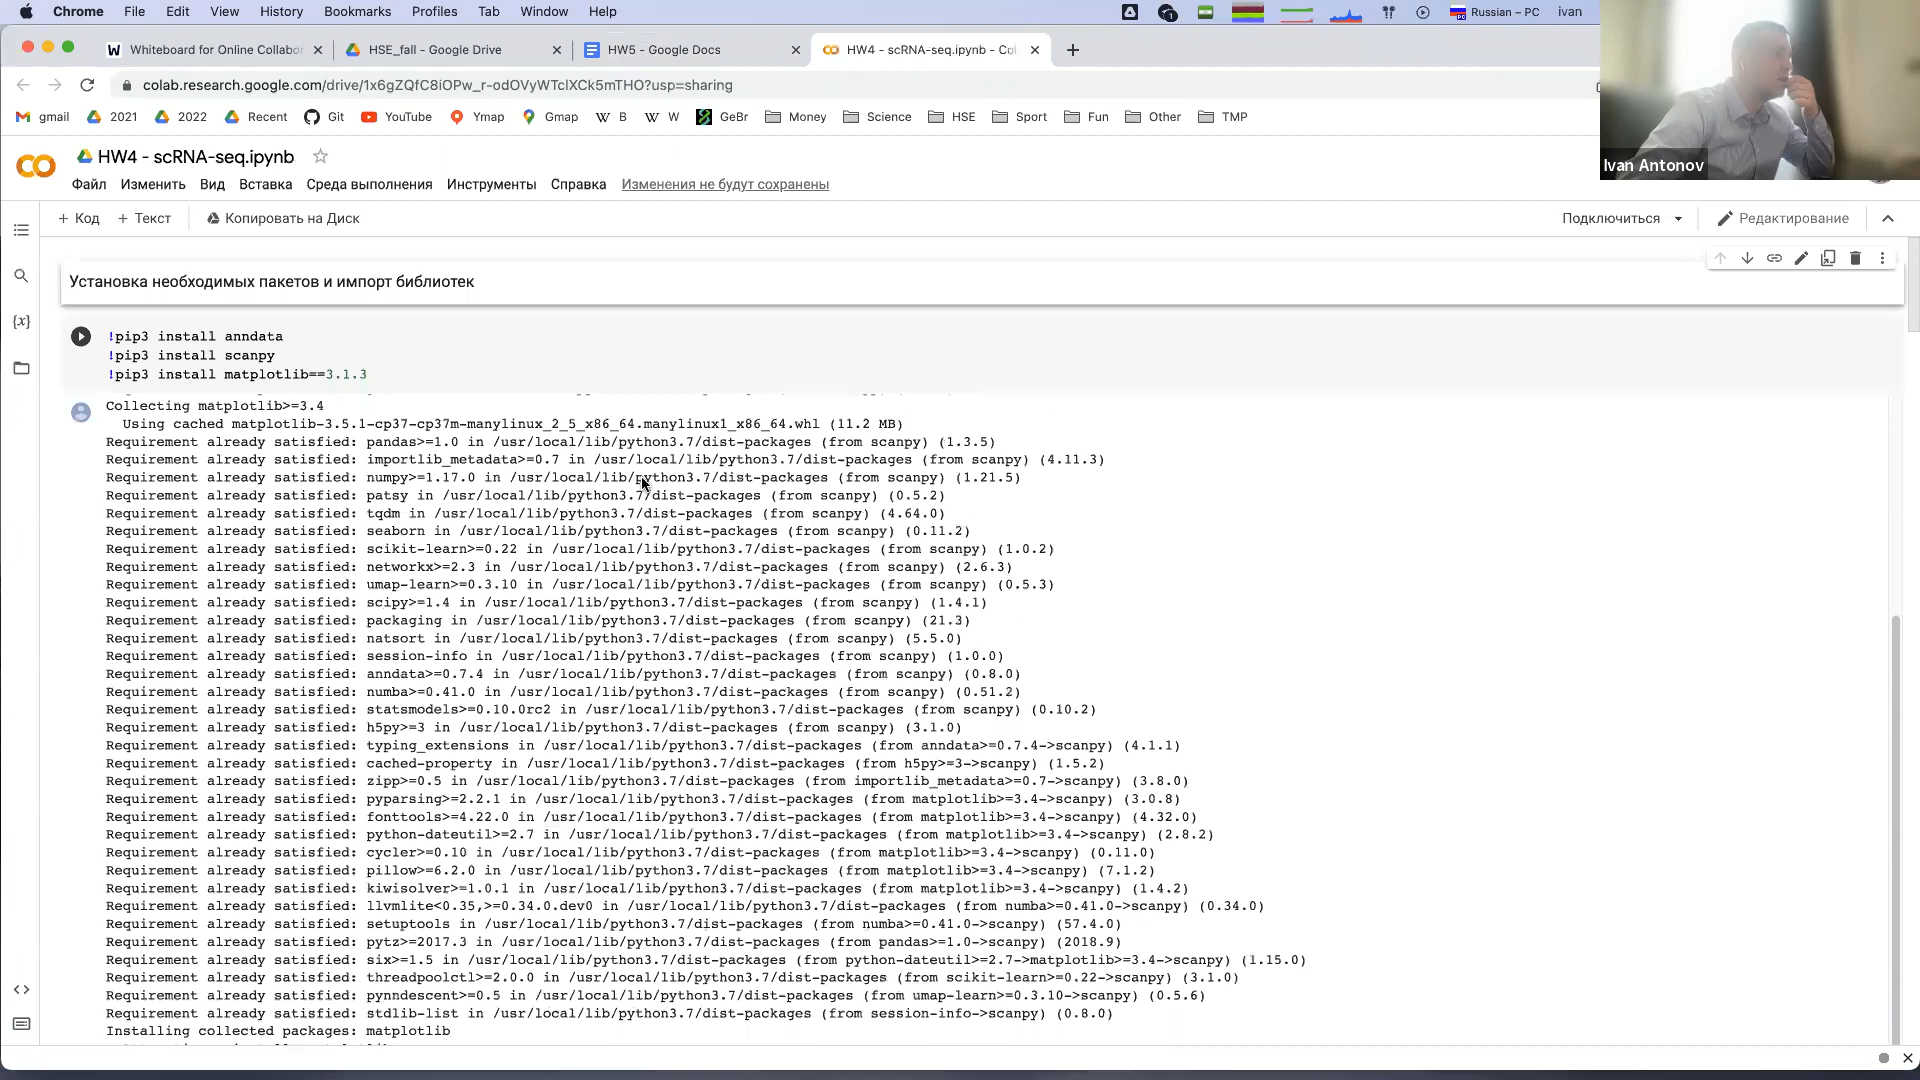 Chrome File Edit View History Bookmarks Profiles Tab Window Help Russian – PC ivan
Whiteboard for Online Collabor HSE_fall - Google Drive HW5 - Google Docs HW4 - scRNA-seq.ipynb - Col
colab.research.google.com/drive/1x6gZQfC8iOPw_r-odOVyWTclXCk5mTHO?usp=sharing
gmail 2021 2022 Recent Git YouTube Ymap Gmap W B W W GeBr Money Science HSE Sport Fun Other TMP
HW4 - scRNA-seq.ipynb
Ivan Antonov
Файл Изменить Вид Вставка Среда выполнения Инструменты Справка Изменения не будут сохранены
+ Код + Текст Копировать на Диск Подключиться Редактирование
Установка необходимых пакетов и импорт библиотек
!pip3 install anndata
!pip3 install scanpy
!pip3 install matplotlib==3.1.3
Collecting matplotlib>=3.4
Using cached matplotlib-3.5.1-cp37-cp37m-manylinux_2_5_x86_64.manylinux1_x86_64.whl (11.2 MB)
Requirement already satisfied: pandas>=1.0 in /usr/local/lib/python3.7/dist-packages (from scanpy) (1.3.5)
Requirement already satisfied: importlib_metadata>=0.7 in /usr/local/lib/python3.7/dist-packages (from scanpy) (4.11.3)
Requirement already satisfied: numpy>=1.17.0 in /usr/local/lib/python3.7/dist-packages (from scanpy) (1.21.5)
Requirement already satisfied: patsy in /usr/local/lib/python3.7/dist-packages (from scanpy) (0.5.2)
Requirement already satisfied: tqdm in /usr/local/lib/python3.7/dist-packages (from scanpy) (4.64.0)
Requirement already satisfied: seaborn in /usr/local/lib/python3.7/dist-packages (from scanpy) (0.11.2)
Requirement already satisfied: scikit-learn>=0.22 in /usr/local/lib/python3.7/dist-packages (from scanpy) (1.0.2)
Requirement already satisfied: networkx>=2.3 in /usr/local/lib/python3.7/dist-packages (from scanpy) (2.6.3)
Requirement already satisfied: umap-learn>=0.3.10 in /usr/local/lib/python3.7/dist-packages (from scanpy) (0.5.3)
Requirement already satisfied: scipy>=1.4 in /usr/local/lib/python3.7/dist-packages (from scanpy) (1.4.1)
Requirement already satisfied: packaging in /usr/local/lib/python3.7/dist-packages (from scanpy) (21.3)
Requirement already satisfied: natsort in /usr/local/lib/python3.7/dist-packages (from scanpy) (5.5.0)
Requirement already satisfied: session-info in /usr/local/lib/python3.7/dist-packages (from scanpy) (1.0.0)
Requirement already satisfied: anndata>=0.7.4 in /usr/local/lib/python3.7/dist-packages (from scanpy) (0.8.0)
Requirement already satisfied: numba>=0.41.0 in /usr/local/lib/python3.7/dist-packages (from scanpy) (0.51.2)
Requirement already satisfied: statsmodels>=0.10.0rc2 in /usr/local/lib/python3.7/dist-packages (from scanpy) (0.10.2)
Requirement already satisfied: h5py>=3 in /usr/local/lib/python3.7/dist-packages (from scanpy) (3.1.0)
Requirement already satisfied: typing_extensions in /usr/local/lib/python3.7/dist-packages (from anndata>=0.7.4->scanpy) (4.1.1)
Requirement already satisfied: cached-property in /usr/local/lib/python3.7/dist-packages (from h5py>=3->scanpy) (1.5.2)
Requirement already satisfied: zipp>=0.5 in /usr/local/lib/python3.7/dist-packages (from importlib_metadata>=0.7->scanpy) (3.8.0)
Requirement already satisfied: pyparsing>=2.2.1 in /usr/local/lib/python3.7/dist-packages (from matplotlib>=3.4->scanpy) (3.0.8)
Requirement already satisfied: fonttools>=4.22.0 in /usr/local/lib/python3.7/dist-packages (from matplotlib>=3.4->scanpy) (4.32.0)
Requirement already satisfied: python-dateutil>=2.7 in /usr/local/lib/python3.7/dist-packages (from matplotlib>=3.4->scanpy) (2.8.2)
Requirement already satisfied: cycler>=0.10 in /usr/local/lib/python3.7/dist-packages (from matplotlib>=3.4->scanpy) (0.11.0)
Requirement already satisfied: pillow>=6.2.0 in /usr/local/lib/python3.7/dist-packages (from matplotlib>=3.4->scanpy) (7.1.2)
Requirement already satisfied: kiwisolver>=1.0.1 in /usr/local/lib/python3.7/dist-packages (from matplotlib>=3.4->scanpy) (1.4.2)
Requirement already satisfied: llvmlite<0.35,>=0.34.0.dev0 in /usr/local/lib/python3.7/dist-packages (from numba>=0.41.0->scanpy) (0.34.0)
Requirement already satisfied: setuptools in /usr/local/lib/python3.7/dist-packages (from numba>=0.41.0->scanpy) (57.4.0)
Requirement already satisfied: pytz>=2017.3 in /usr/local/lib/python3.7/dist-packages (from pandas>=1.0->scanpy) (2018.9)
Requirement already satisfied: six>=1.5 in /usr/local/lib/python3.7/dist-packages (from python-dateutil>=2.7->matplotlib>=3.4->scanpy) (1.15.0)
Requirement already satisfied: threadpoolctl>=2.0.0 in /usr/local/lib/python3.7/dist-packages (from scikit-learn>=0.22->scanpy) (3.1.0)
Requirement already satisfied: pynndescent>=0.5 in /usr/local/lib/python3.7/dist-packages (from umap-learn>=0.3.10->scanpy) (0.5.6)
Requirement already satisfied: stdlib-list in /usr/local/lib/python3.7/dist-packages (from session-info->scanpy) (0.8.0)
Installing collected packages: matplotlib